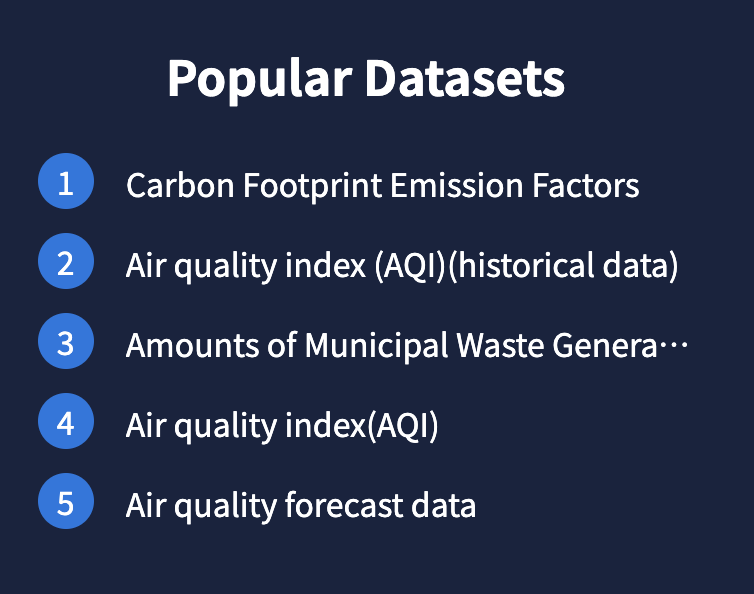 Popular Datasets
1 Carbon Footprint Emission Factors
2 Air quality index (AQI)(historical data)
3 Amounts of Municipal Waste Genera···
4 Air quality index(AQI)
5 Air quality forecast data